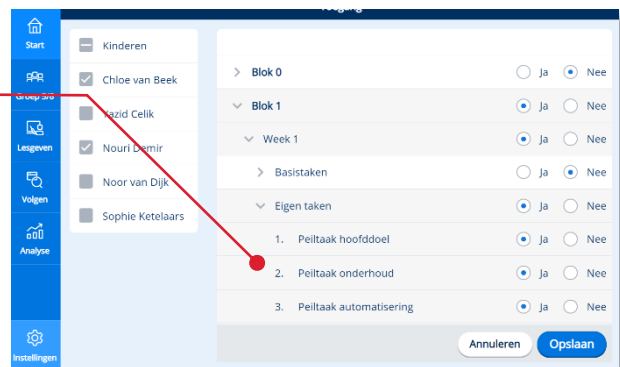 Toegang
Start
Groep 5/6
Lesgeven
Volgen
Analyse
Instellingen
Kinderen
Chloe van Beek
Yazid Celik
Nouri Demir
Noor van Dijk
Sophie Ketelaars
Blok 0 Ja Nee
Blok 1 Ja Nee
Week 1 Ja Nee
Basistaken Ja Nee
Eigen taken Ja Nee
1. Peiltaak hoofddoel Ja Nee
2. Peiltaak onderhoud Ja Nee
3. Peiltaak automatisering Ja Nee
Annuleren Opslaan